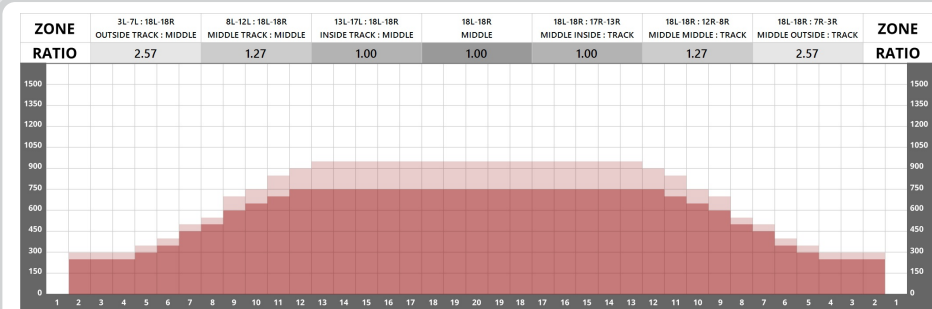 ZONE 3L-7L : 18L-18R 8L-12L : 18L-18R 13L-17L : 18L-18R 18L-18R 18L-18R : 17R-13R 18L-18R : 12R-8R 18L-18R : 7R-3R ZONE
OUTSIDE TRACK : MIDDLE MIDDLE TRACK : MIDDLE INSIDE TRACK : MIDDLE MIDDLE MIDDLE INSIDE : TRACK MIDDLE MIDDLE : TRACK MIDDLE OUTSIDE : TRACK
RATIO 2.57 1.27 1.00 1.00 1.00 1.27 2.57 RATIO
1500 1500
1350 1350
1200 1200
1050 1050
900 900
750 750
600 600
450 450
300 300
150 150
0 0
1 2 3 4 5 6 7 8 9 10 11 12 13 14 15 16 17 18 19 20 19 18 17 16 15 14 13 12 11 10 9 8 7 6 5 4 3 2 1